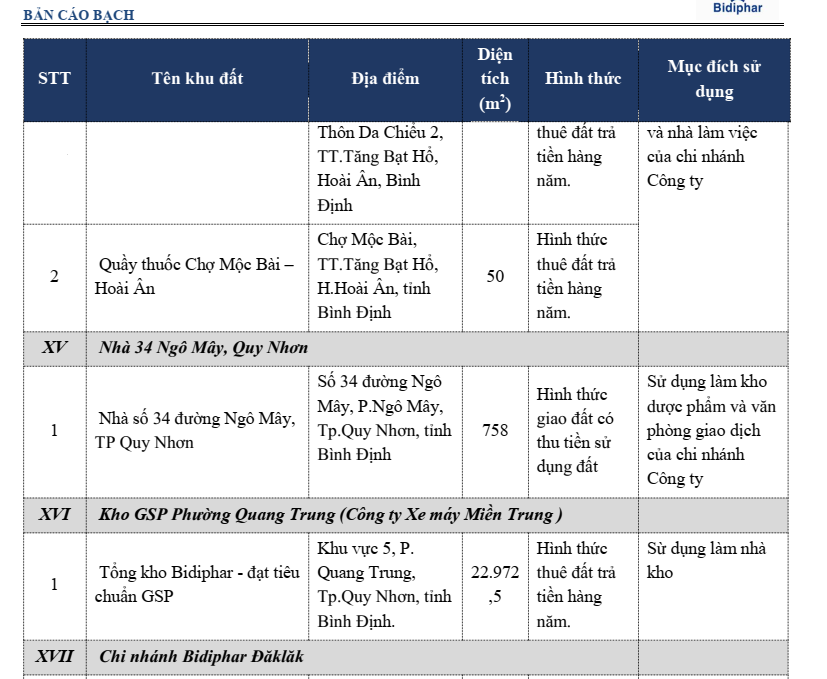 BẢN CÁO BẠCH
Bidiphar
STT
Tên khu đất
Địa điểm
Diện
tích
(m²)
Hình thức
Mục đích sử
dụng
Thôn Da Chiểu 2,
TT.Tăng Bạt Hổ,
Hoài Ân, Bình
Định
thuê đất trả
tiền hàng
năm.
và nhà làm việc
của chi nhánh
Công ty
2
Quầy thuốc Chợ Mộc Bài –
Hoài Ân
Chợ Mộc Bài,
TT.Tăng Bạt Hổ,
H.Hoài Ân, tỉnh
Bình Định
50
Hình thức
thuê đất trả
tiền hàng
năm.
XV
Nhà 34 Ngô Mây, Quy Nhơn
1
Nhà số 34 đường Ngô Mây,
TP Quy Nhơn
Số 34 đường Ngô
Mây, P.Ngô Mây,
Tp.Quy Nhơn, tỉnh
Bình Định
758
Hình thức
giao đất có
thu tiền sử
dụng đất
Sử dụng làm kho
dược phẩm và văn
phòng giao dịch
của chi nhánh
Công ty
XVI
Kho GSP Phường Quang Trung (Công ty Xe máy Miền Trung )
1
Tổng kho Bidiphar - đạt tiêu
chuẩn GSP
Khu vực 5, P.
Quang Trung,
Tp.Quy Nhơn, tỉnh
Bình Định.
22.972
,5
Hình thức
thuê đất trả
tiền hàng
năm.
Sử dụng làm nhà
kho
XVII
Chi nhánh Bidiphar Đăklăk